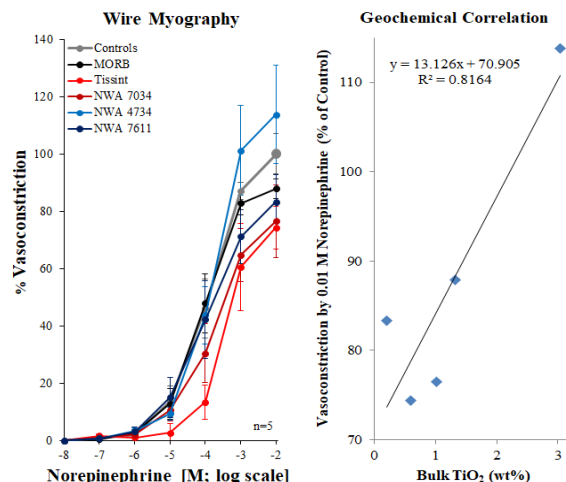 Wire Myography
140
120
100
80
60
40
20
0
% Vasoconstriction
Controls
MORB
Tissint
NWA 7034
NWA 4734
NWA 7611
n=5
-8 -7 -6 -5 -4 -3 -2
Norepinephrine [M; log scale]
Geochemical Correlation
y = 13.126x + 70.905
R² = 0.8164
110
100
90
80
70
Vasoconstriction by 0.01 M Norepinephrine (% of Control)
0 1 2 3
Bulk TiO₂ (wt%)